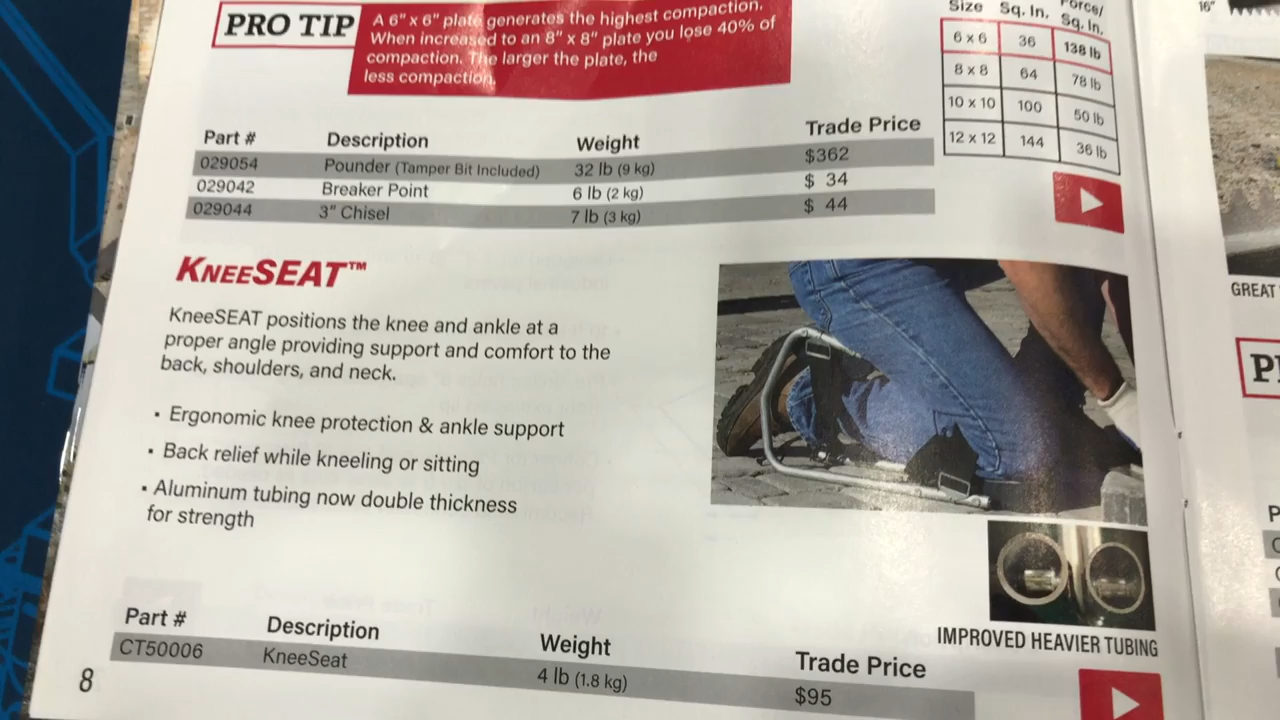 PRO TIP
A 6" x 6" plate generates the highest compaction.
When increased to an 8" x 8" plate you lose 40% of
compaction. The larger the plate, the
less compaction.
Size Sq. In. Force/
Sq. In.
6 x 6 36 138 lb
8 x 8 64 78 lb
10 x 10 100 50 lb
12 x 12 144 36 lb
Part # Description Weight Trade Price
029054 Pounder (Tamper Bit Included) 32 lb (9 kg) $362
029042 Breaker Point 6 lb (2 kg) $ 34
029044 3" Chisel 7 lb (3 kg) $ 44
KNEESEAT™
KneeSEAT positions the knee and ankle at a
proper angle providing support and comfort to the
back, shoulders, and neck.
· Ergonomic knee protection & ankle support
· Back relief while kneeling or sitting
· Aluminum tubing now double thickness
for strength
IMPROVED HEAVIER TUBING
Part # Description Weight Trade Price
CT50006 KneeSeat 4 lb (1.8 kg) $95
8
16"
GREAT